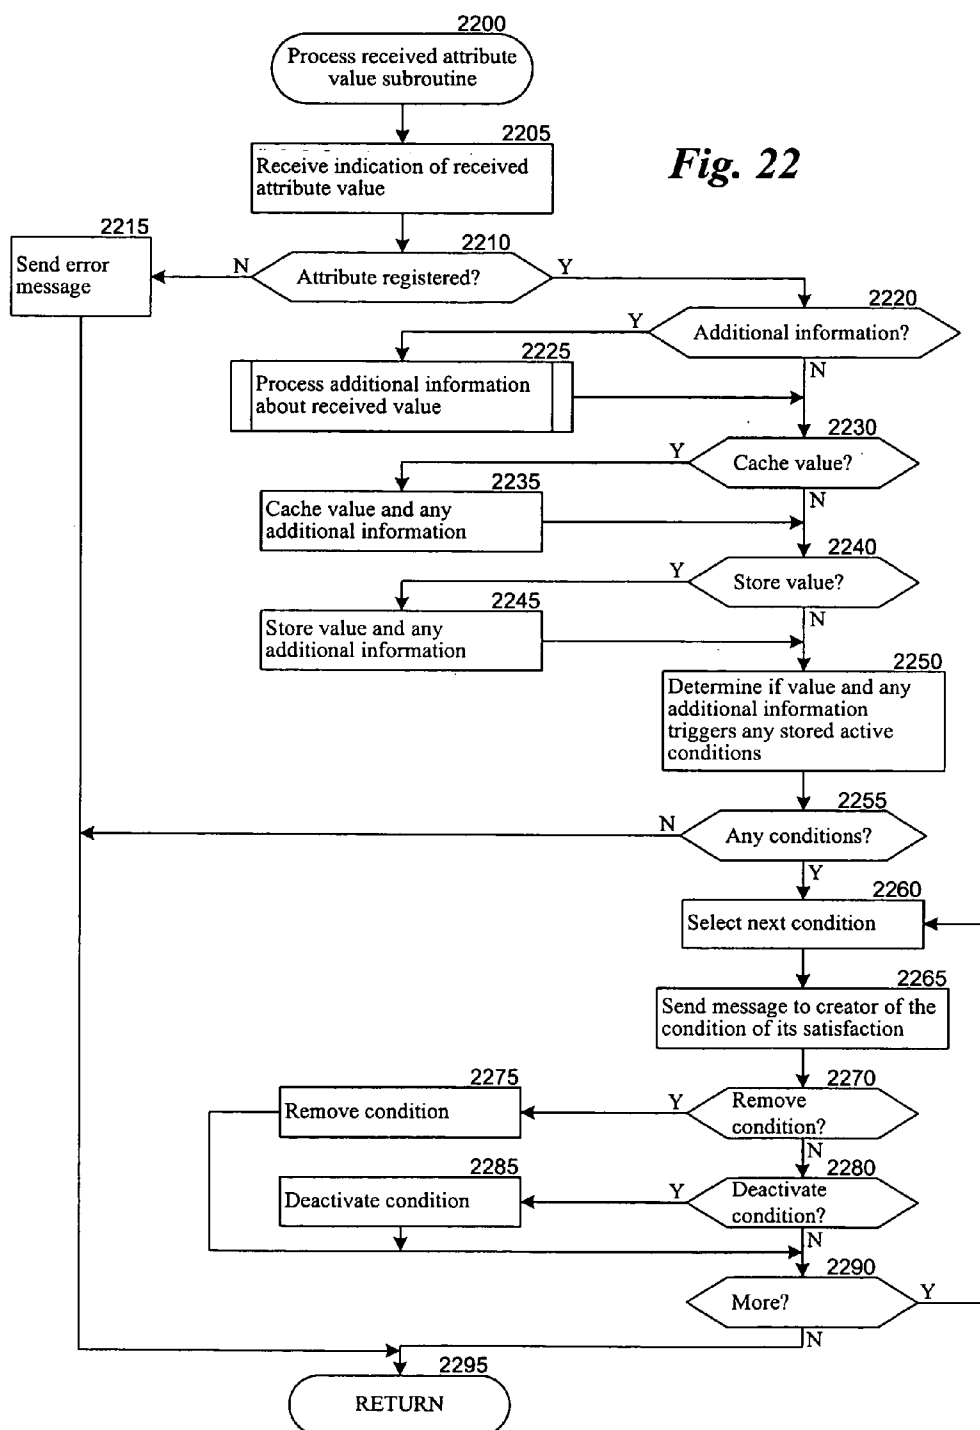 2200
Process received attribute
value subroutine
2205
Receive indication of received
attribute value
Fig. 22
2215
Send error
message
2210
N
Attribute registered?
Y
2220
Y
Additional information?
N
2225
Process additional information
about received value
2230
Y
Cache value?
N
2235
Cache value and any
additional information
2240
Y
Store value?
N
2245
Store value and any
additional information
2250
Determine if value and any
additional information
triggers any stored active
conditions
2255
N
Any conditions?
Y
2260
Select next condition
2265
Send message to creator of the
condition of its satisfaction
2270
2275
Remove condition
Y
Remove
condition?
N
2280
2285
Deactivate condition
Y
Deactivate
condition?
N
2290
More?
Y
N
2295
RETURN